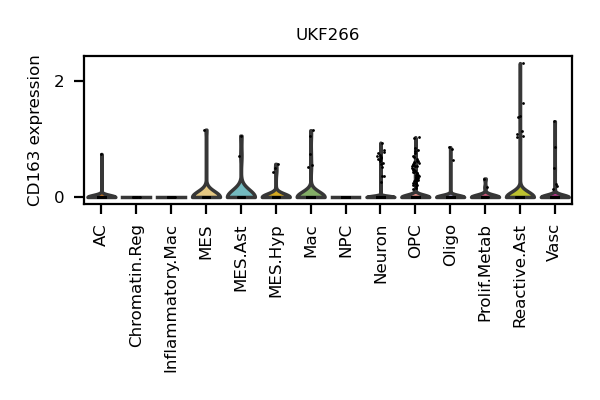 UKF266
CD163 expression
2
0
AC
Chromatin.Reg
Inflammatory.Mac
MES
MES.Ast
MES.Hyp
Mac
NPC
Neuron
OPC
Oligo
Prolif.Metab
Reactive.Ast
Vasc